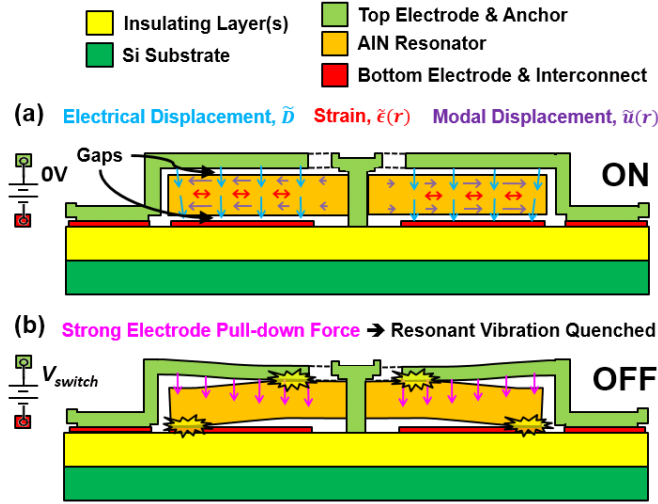 Insulating Layer(s)
Si Substrate
Top Electrode & Anchor
AlN Resonator
Bottom Electrode & Interconnect
(a) Electrical Displacement, D̃ Strain, ϵ̃(r) Modal Displacement, ũ(r)
Gaps
0V
ON
(b) Strong Electrode Pull-down Force ➔ Resonant Vibration Quenched
Vswitch
OFF